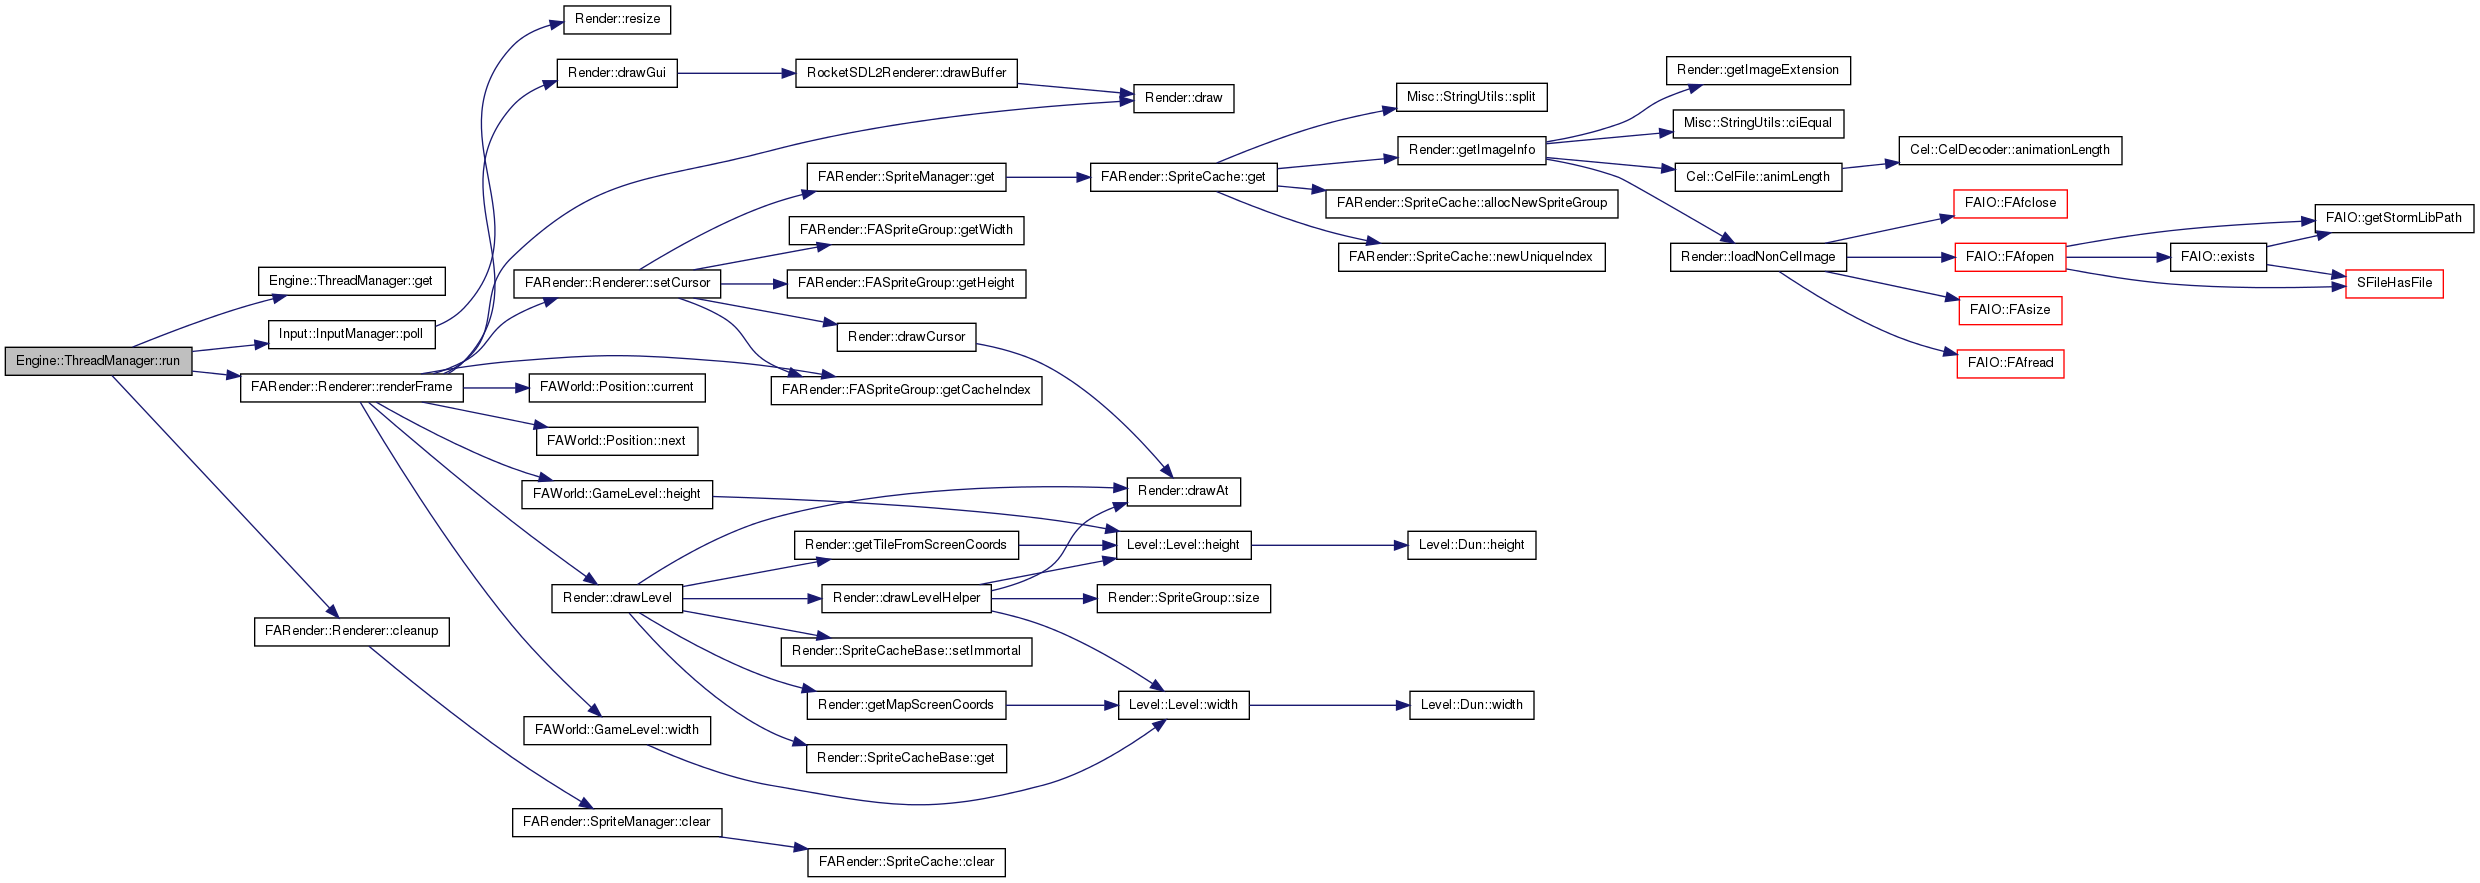 Engine::ThreadManager::run
Engine::ThreadManager::get
Input::InputManager::poll
FARender::Renderer::renderFrame
FARender::Renderer::cleanup
Render::resize
Render::drawGui
FARender::Renderer::setCursor
FAWorld::Position::current
FAWorld::Position::next
FAWorld::GameLevel::height
Render::drawLevel
FAWorld::GameLevel::width
FARender::SpriteManager::clear
RocketSDL2Renderer::drawBuffer
FARender::SpriteManager::get
FARender::FASpriteGroup::getWidth
FARender::FASpriteGroup::getHeight
Render::drawCursor
FARender::FASpriteGroup::getCacheIndex
Render::getTileFromScreenCoords
Render::drawLevelHelper
Render::SpriteCacheBase::setImmortal
Render::getMapScreenCoords
Render::SpriteCacheBase::get
FARender::SpriteCache::clear
Render::draw
FARender::SpriteCache::get
Render::drawAt
Level::Level::height
Render::SpriteGroup::size
Level::Level::width
Misc::StringUtils::split
Render::getImageInfo
FARender::SpriteCache::allocNewSpriteGroup
FARender::SpriteCache::newUniqueIndex
Level::Dun::height
Level::Dun::width
Render::getImageExtension
Misc::StringUtils::ciEqual
Cel::CelFile::animLength
Render::loadNonCelImage
Cel::CelDecoder::animationLength
FAIO::FAfclose
FAIO::FAfopen
FAIO::FAsize
FAIO::FAfread
FAIO::exists
FAIO::getStormLibPath
SFileHasFile